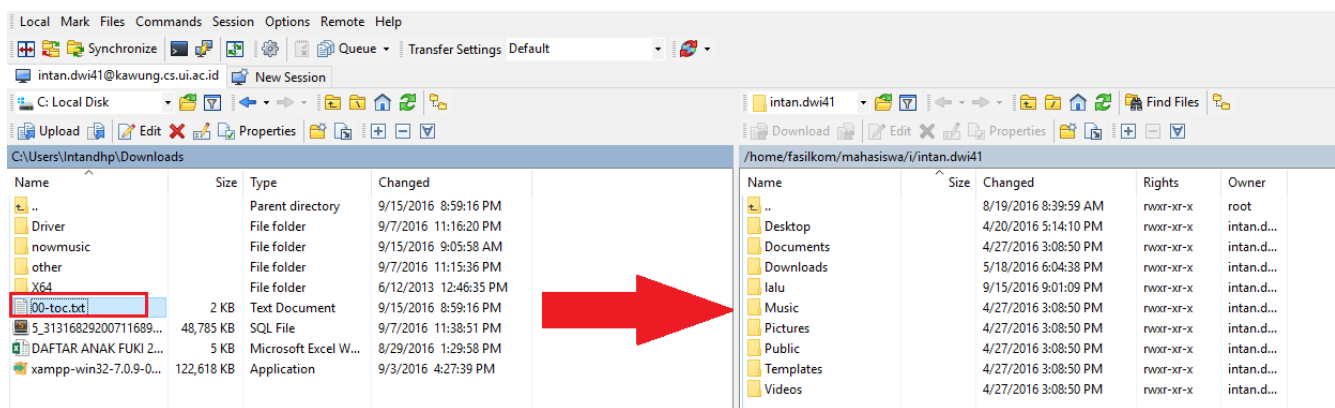 Local Mark Files Commands Session Options Remote Help
Synchronize Queue Transfer Settings Default
intan.dwi41@kawung.cs.ui.ac.id New Session
C: Local Disk intan.dwi41 Find Files
Upload Edit Properties Download Edit Properties
C:\Users\Intandhp\Downloads /home/fasilkom/mahasiswa/i/intan.dwi41
Name Size Type Changed Name Size Changed Rights Owner
.. Parent directory 9/15/2016 8:59:16 PM .. 8/19/2016 8:39:59 AM rwxr-xr-x root
Driver File folder 9/7/2016 11:16:20 PM Desktop 4/20/2016 5:14:10 PM rwxr-xr-x intan.d...
nowmusic File folder 9/15/2016 9:05:58 AM Documents 4/27/2016 3:08:50 PM rwxr-xr-x intan.d...
other File folder 9/7/2016 11:15:36 PM Downloads 5/18/2016 6:04:38 PM rwxr-xr-x intan.d...
X64 File folder 6/12/2013 12:46:35 PM lalu 9/15/2016 9:01:09 PM rwxr-xr-x intan.d...
00-toc.txt 2 KB Text Document 9/15/2016 8:59:16 PM Music 4/27/2016 3:08:50 PM rwxr-xr-x intan.d...
5_31316829200711689... 48,785 KB SQL File 9/7/2016 11:38:51 PM Pictures 4/27/2016 3:08:50 PM rwxr-xr-x intan.d...
DAFTAR ANAK FUKI 2... 5 KB Microsoft Excel W... 8/29/2016 1:29:58 PM Public 4/27/2016 3:08:50 PM rwxr-xr-x intan.d...
xampp-win32-7.0.9-0... 122,618 KB Application 9/3/2016 4:27:39 PM Templates 4/27/2016 3:08:50 PM rwxr-xr-x intan.d...
Videos 4/27/2016 3:08:50 PM rwxr-xr-x intan.d...